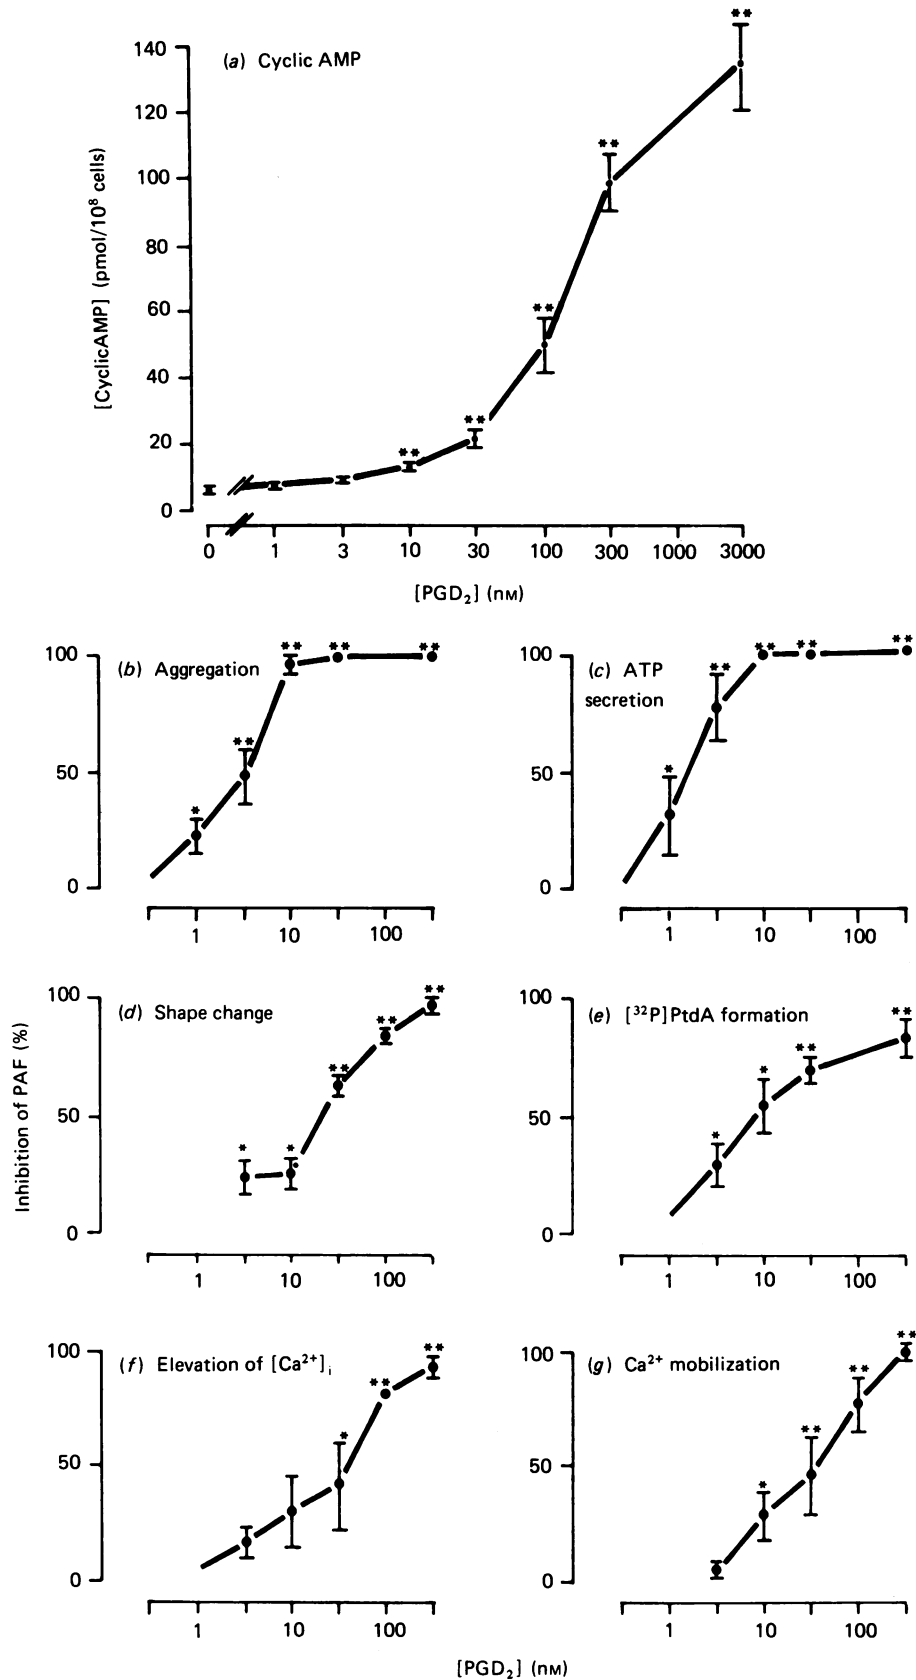 (a) Cyclic AMP
[CyclicAMP] (pmol/10⁸ cells)
140
120
100
80
60
40
20
0
** ** ** ** ** **
0 1 3 10 30 100 300 1000 3000
[PGD₂] (nM)
Inhibition of PAF (%)
(b) Aggregation
100
50
0
* ** ** ** **
1 10 100
(c) ATP
secretion
100
50
0
* ** ** ** **
1 10 100
(d) Shape change
100
50
0
* * ** ** **
1 10 100
(e) [³²P]PtdA formation
100
50
0
* * ** **
1 10 100
(f) Elevation of [Ca²⁺]ᵢ
100
50
0
* ** **
1 10 100
(g) Ca²⁺ mobilization
100
50
0
* ** ** **
1 10 100
[PGD₂] (nM)